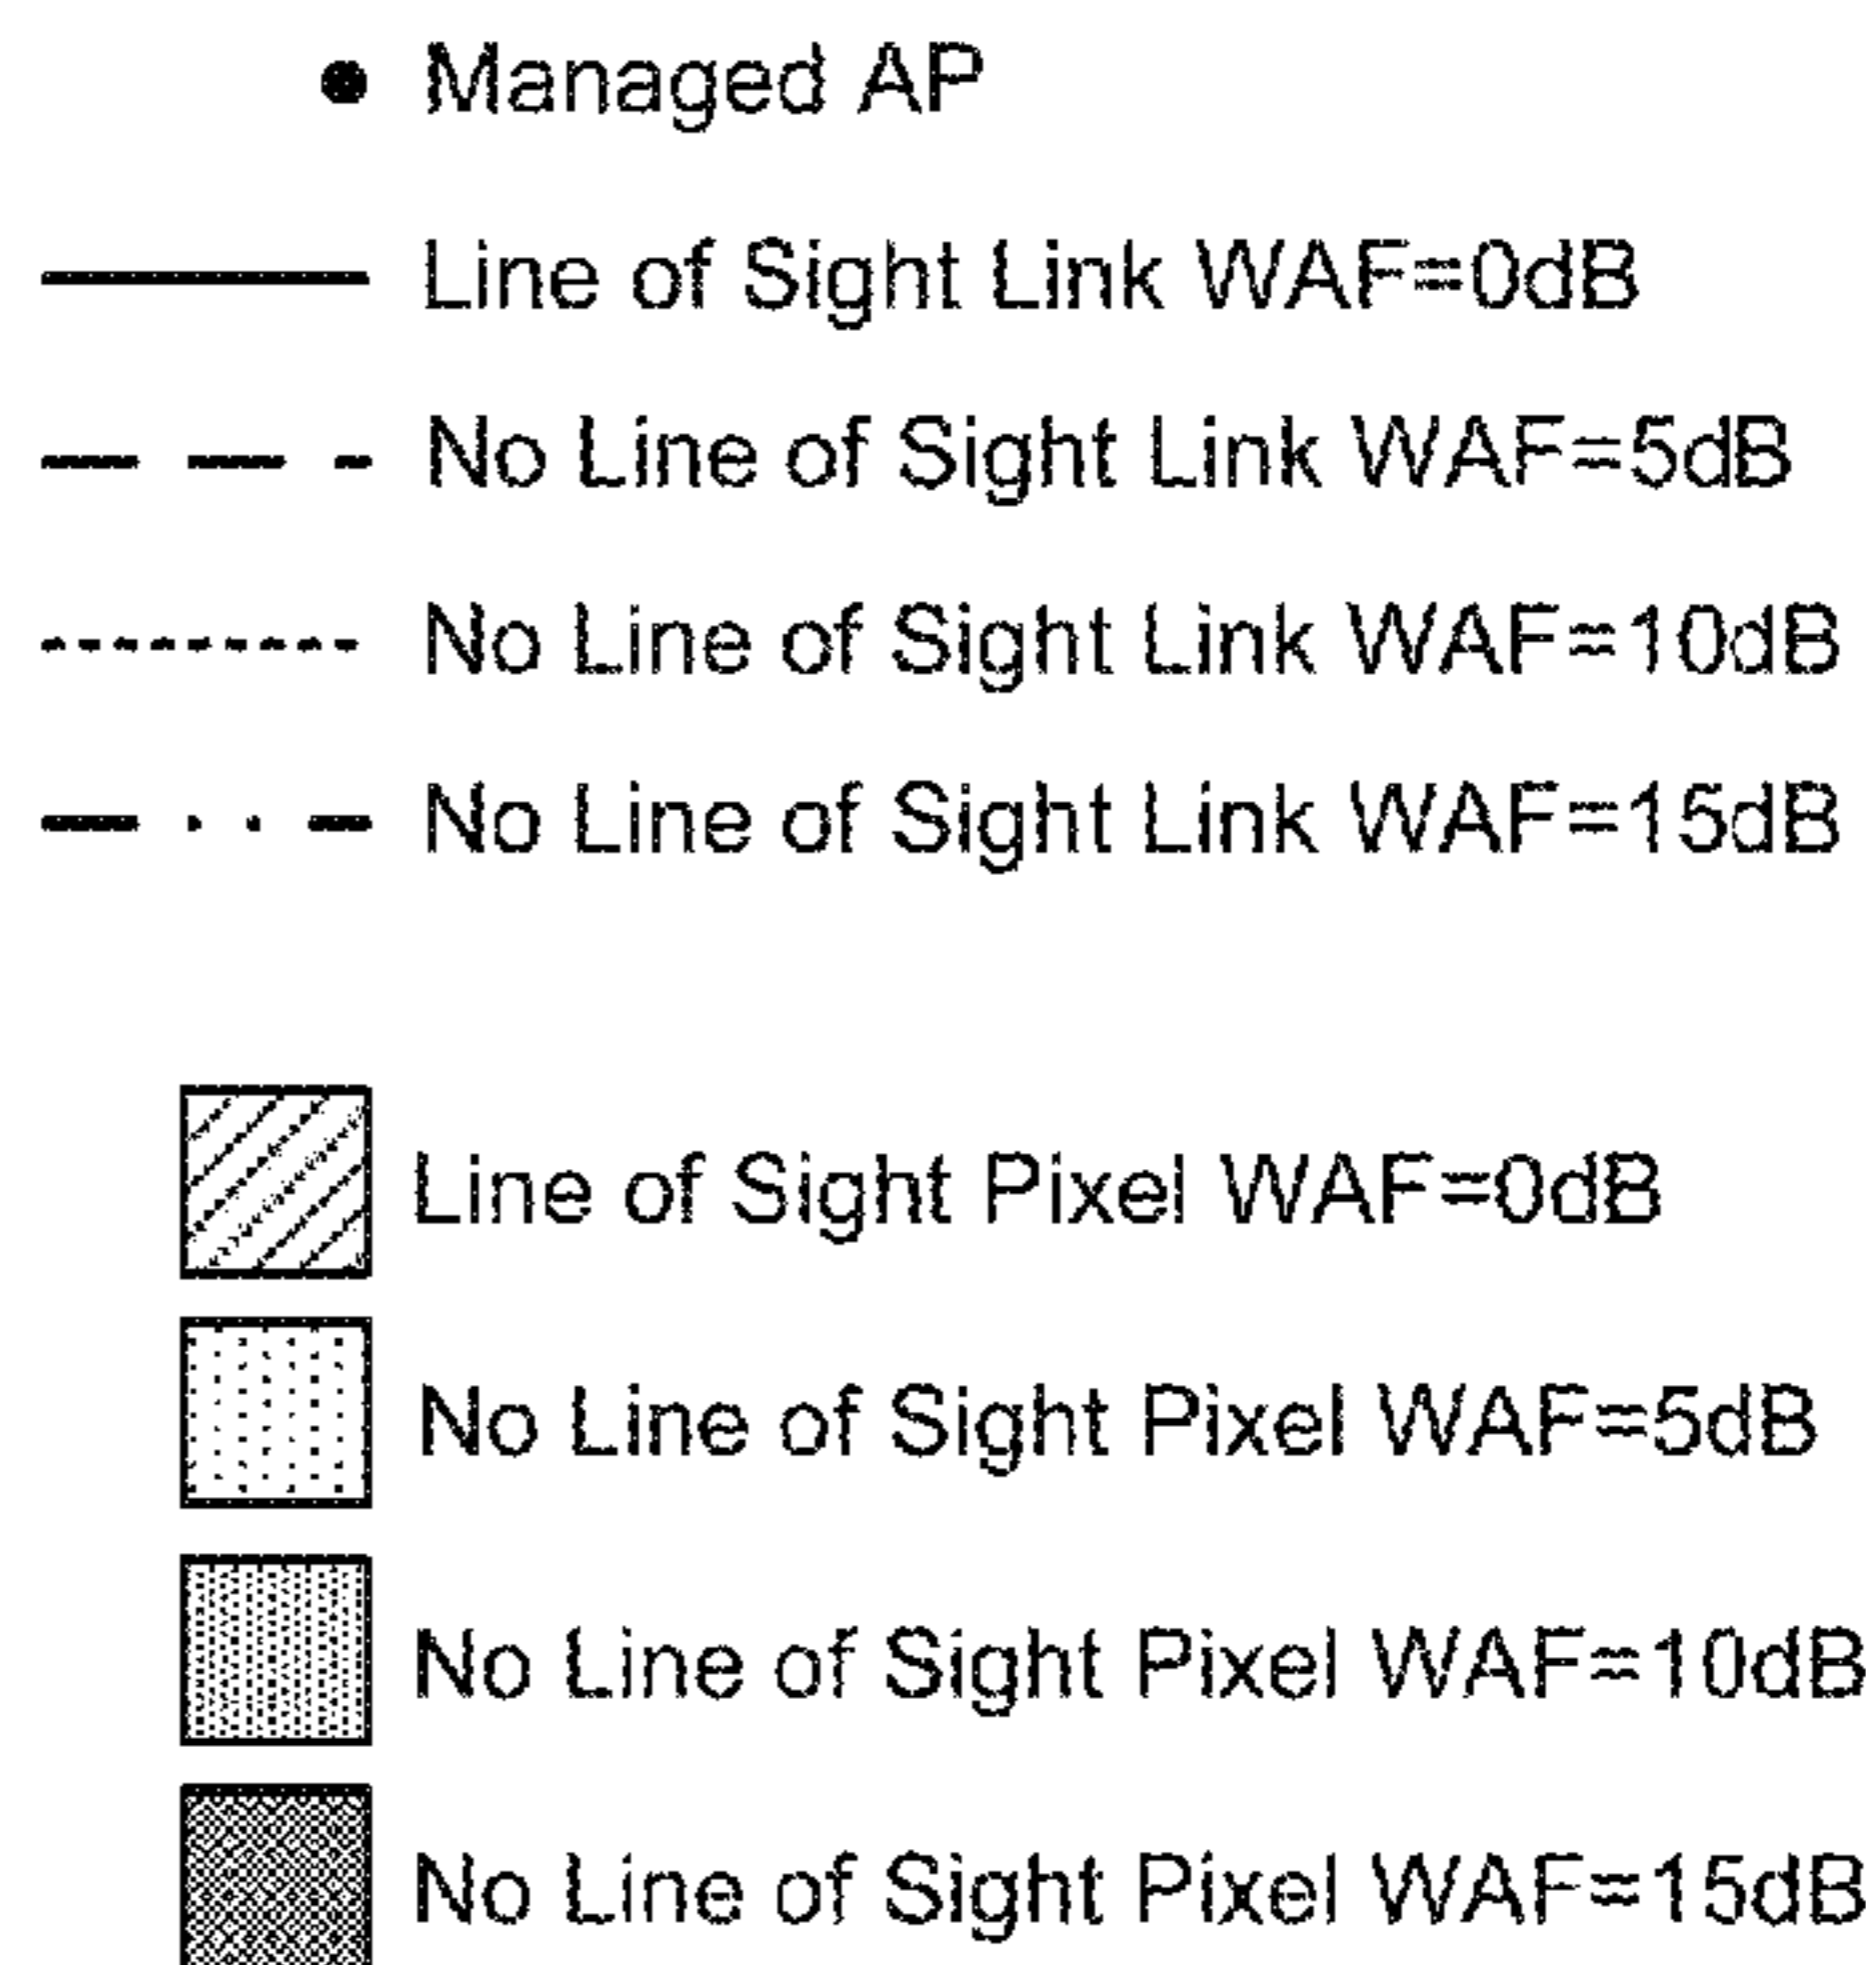 Managed AP
Line of Sight Link WAF=0dB
No Line of Sight Link WAF=5dB
No Line of Sight Link WAF=10dB
No Line of Sight Link WAF=15dB
Line of Sight Pixel WAF=0dB
No Line of Sight Pixel WAF=5dB
No Line of Sight Pixel WAF=10dB
No Line of Sight Pixel WAF=15dB